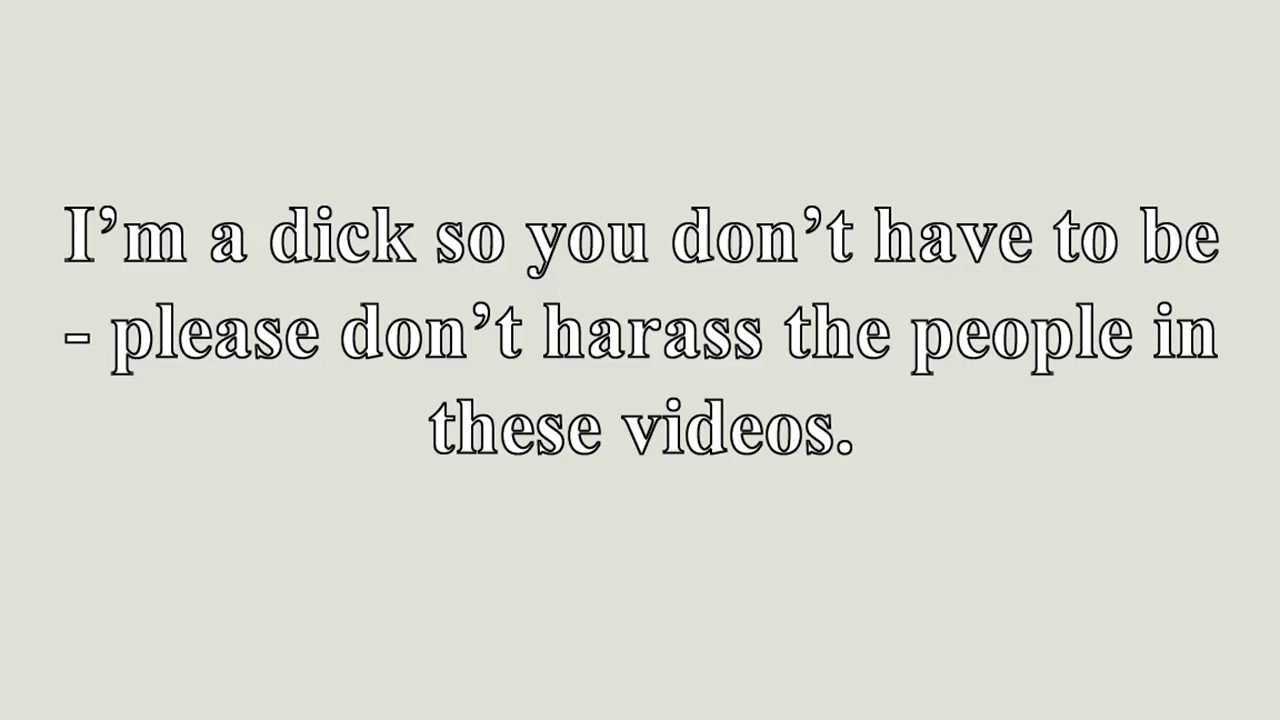 I’m a dick so you don’t have to be
- please don’t harass the people in
these videos.